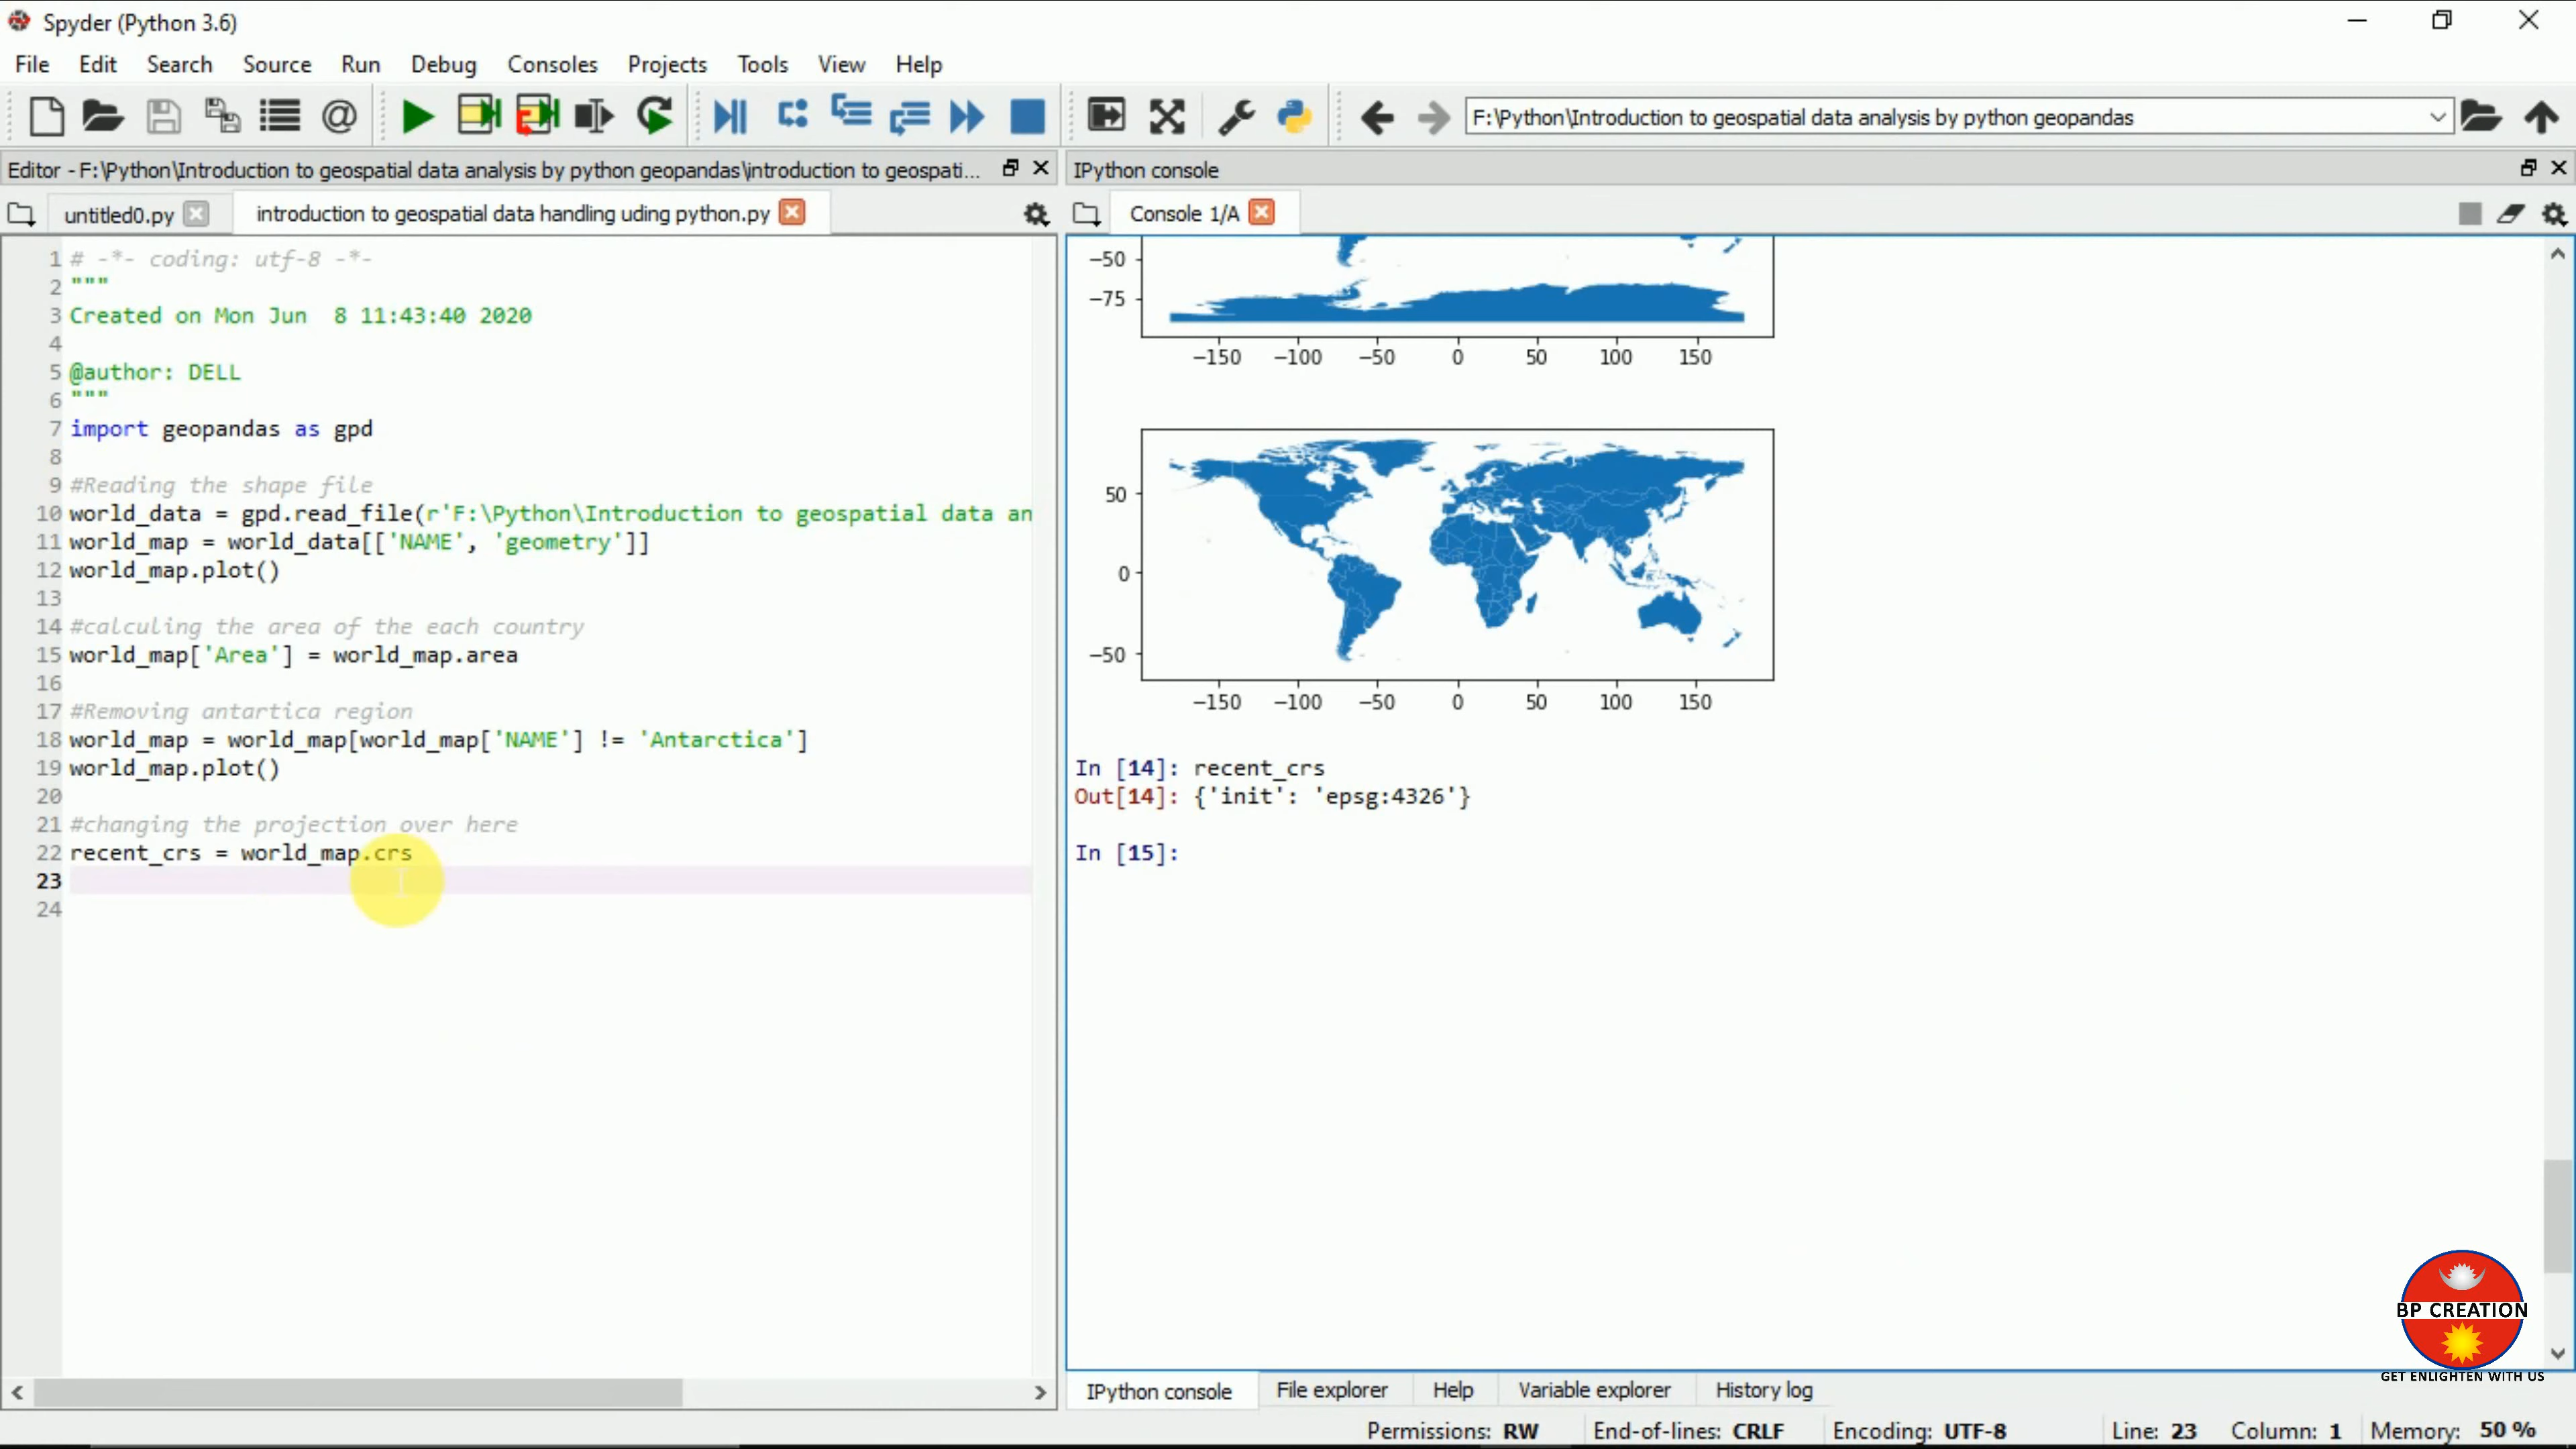 Spyder (Python 3.6)
File Edit Search Source Run Debug Consoles Projects Tools View Help
F:\Python\Introduction to geospatial data analysis by python geopandas
Editor - F:\Python\Introduction to geospatial data analysis by python geopandas\introduction to geospati...
untitled0.py
introduction to geospatial data handling uding python.py
1 # -*- coding: utf-8 -*-
2 """
3 Created on Mon Jun  8 11:43:40 2020
4
5 @author: DELL
6 """
7 import geopandas as gpd
8
9 #Reading the shape file
10 world_data = gpd.read_file(r'F:\Python\Introduction to geospatial data an
11 world_map = world_data[['NAME', 'geometry']]
12 world_map.plot()
13
14 #calculing the area of the each country
15 world_map['Area'] = world_map.area
16
17 #Removing antartica region
18 world_map = world_map[world_map['NAME'] != 'Antarctica']
19 world_map.plot()
20
21 #changing the projection over here
22 recent_crs = world_map.crs
23
24
IPython console
Console 1/A
−50
−75
−150 −100 −50 0 50 100 150
50
0
−50
−150 −100 −50 0 50 100 150
In [14]: recent_crs
Out[14]: {'init': 'epsg:4326'}
In [15]:
BP CREATION
GET ENLIGHTEN WITH US
IPython console File explorer Help Variable explorer History log
Permissions: RW End-of-lines: CRLF Encoding: UTF-8 Line: 23 Column: 1 Memory: 50 %